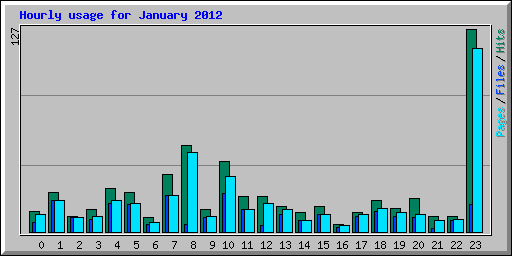 Hourly usage for January 2012
127
Pages / Files / Hits
0 1 2 3 4 5 6 7 8 9 10 11 12 13 14 15 16 17 18 19 20 21 22 23